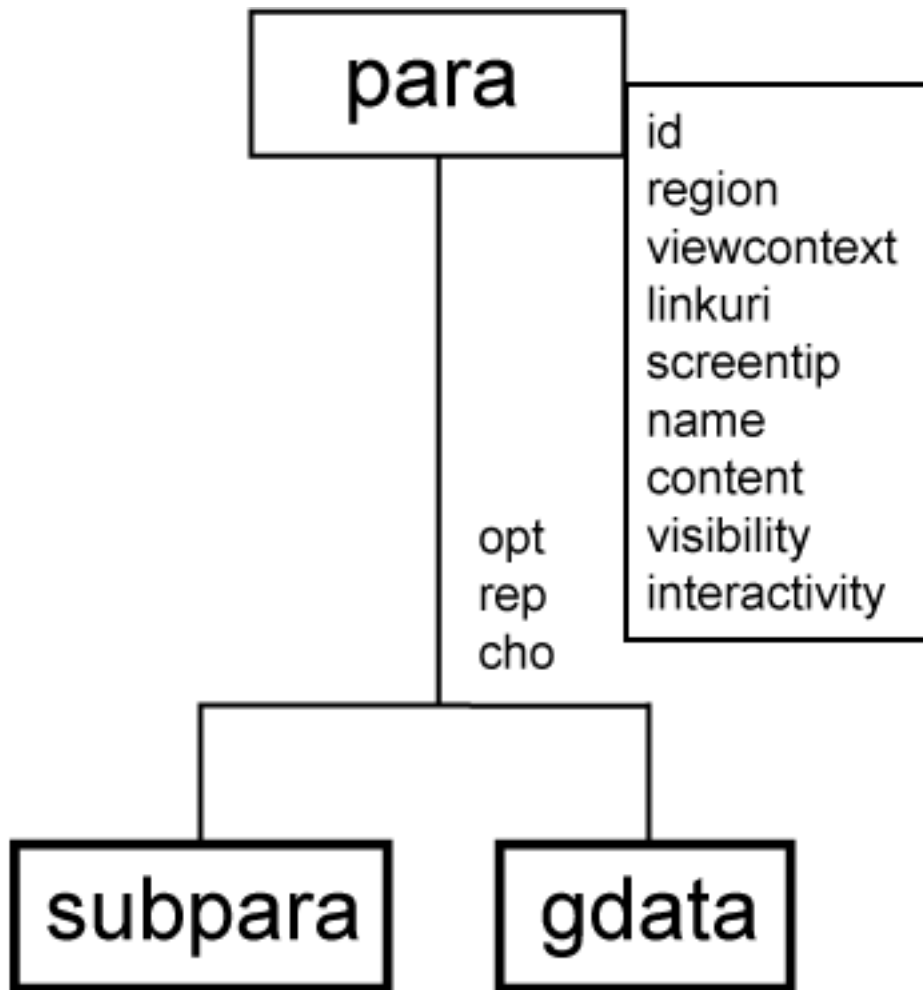 para
id
region
viewcontext
linkuri
screentip
name
content
visibility
interactivity
opt
rep
cho
subpara
gdata